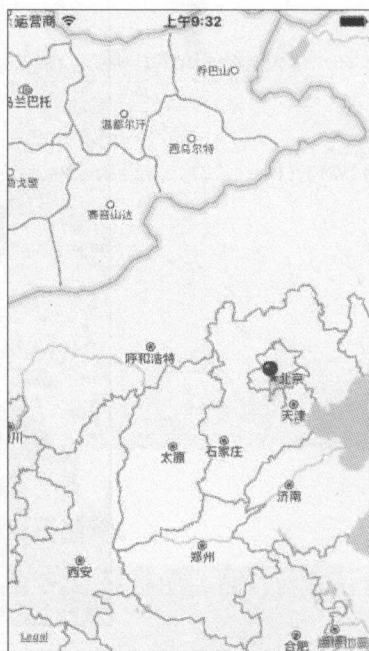 运营商 上午9:32
乔巴山
乌兰巴托
温都尔汗
西乌尔特
赛音山达
呼和浩特
北京
天津
太原
石家庄
济南
郑州
西安
合肥